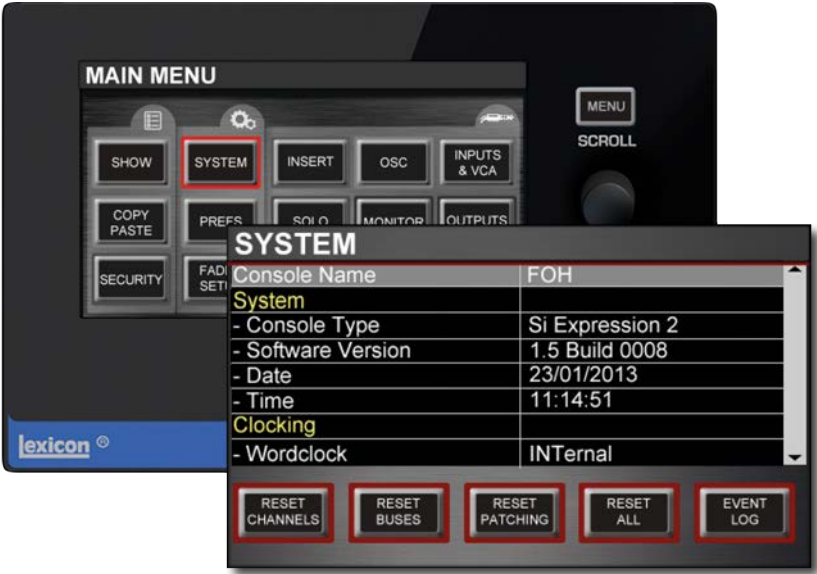 MAIN MENU
MENU
SCROLL
SHOW
SYSTEM
INSERT
OSC
INPUTS
& VCA
COPY
PASTE
PREFS
SOLO
MONITOR
OUTPUTS
SECURITY
SYSTEM
Console Name FOH
System
- Console Type Si Expression 2
- Software Version 1.5 Build 0008
- Date 23/01/2013
- Time 11:14:51
Clocking
- Wordclock INTernal
RESET
CHANNELS
RESET
BUSES
RESET
PATCHING
RESET
ALL
EVENT
LOG
lexicon ®